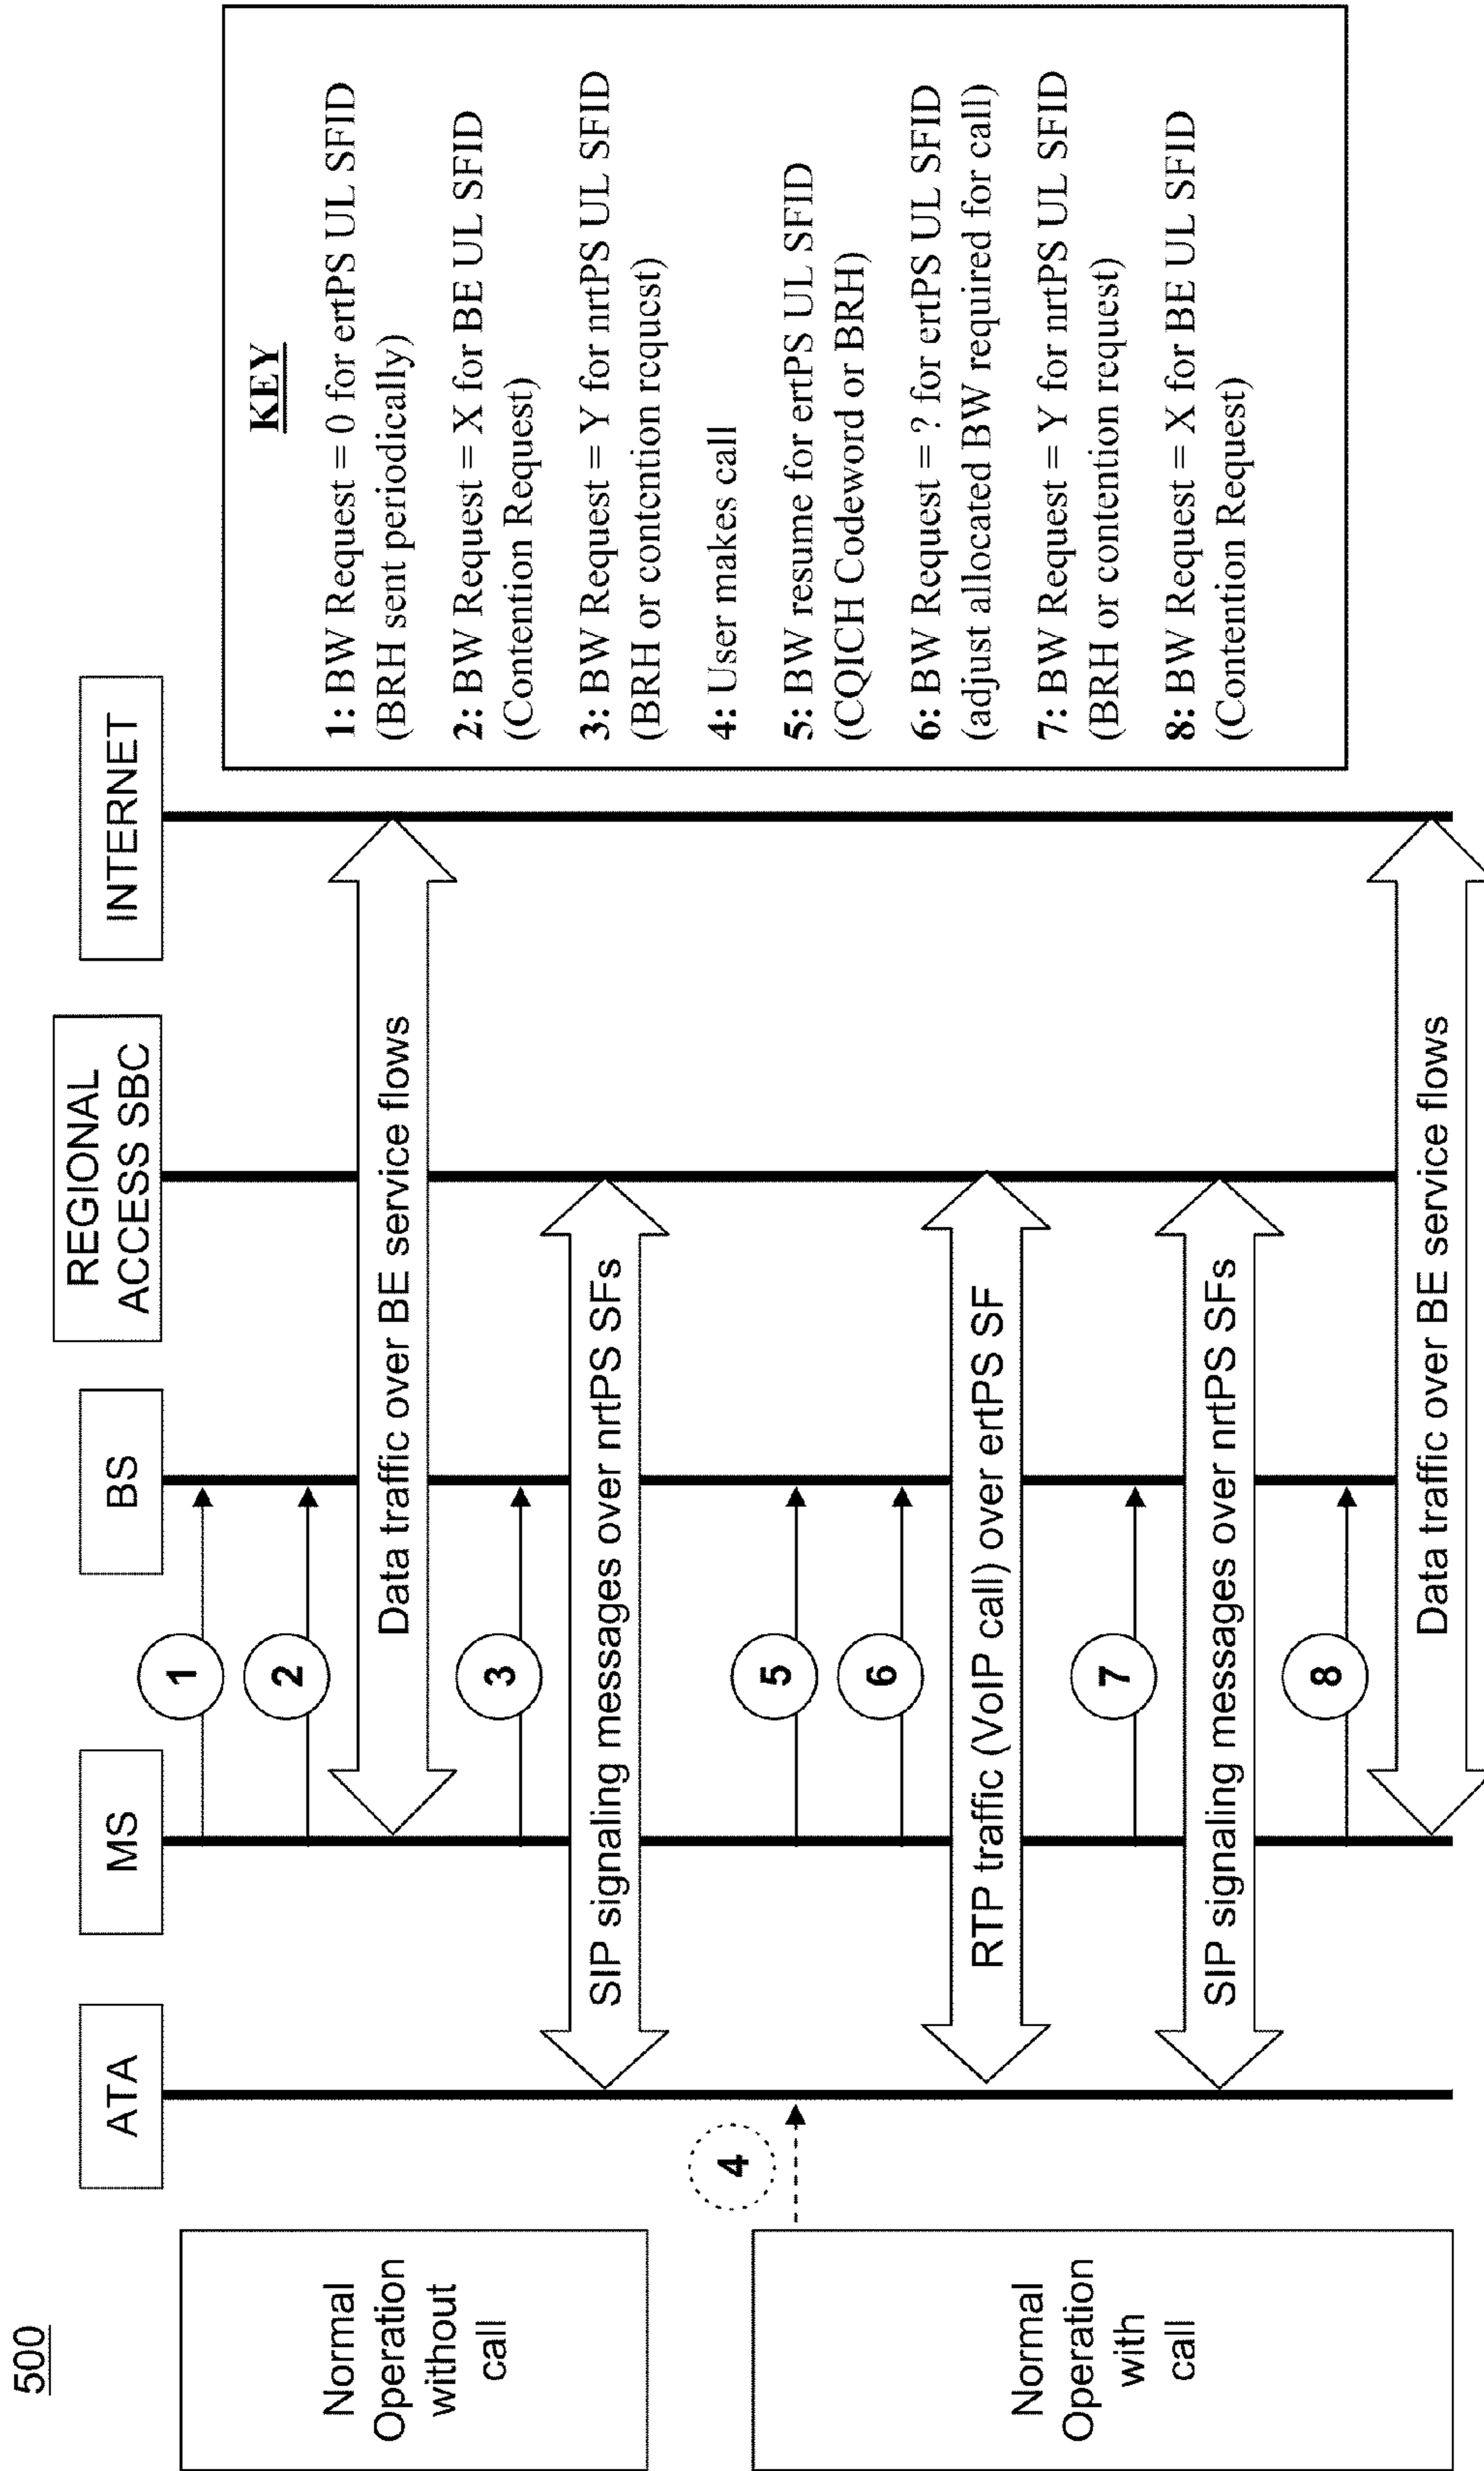 500
ATA
MS
BS
REGIONAL
ACCESS SBC
INTERNET
Normal
Operation
without
call
1
2
Data traffic over BE service flows
3
SIP signaling messages over nrtPS SFs
Normal
Operation
with
call
4
5
6
RTP traffic (VoIP call) over ertPS SF
7
SIP signaling messages over nrtPS SFs
8
Data traffic over BE service flows
KEY
1: BW Request = 0 for ertPS UL SFID
(BRH sent periodically)
2: BW Request = X for BE UL SFID
(Contention Request)
3: BW Request = Y for nrtPS UL SFID
(BRH or contention request)
4: User makes call
5: BW resume for ertPS UL SFID
(CQICH Codeword or BRH)
6: BW Request = ? for ertPS UL SFID
(adjust allocated BW required for call)
7: BW Request = Y for nrtPS UL SFID
(BRH or contention request)
8: BW Request = X for BE UL SFID
(Contention Request)